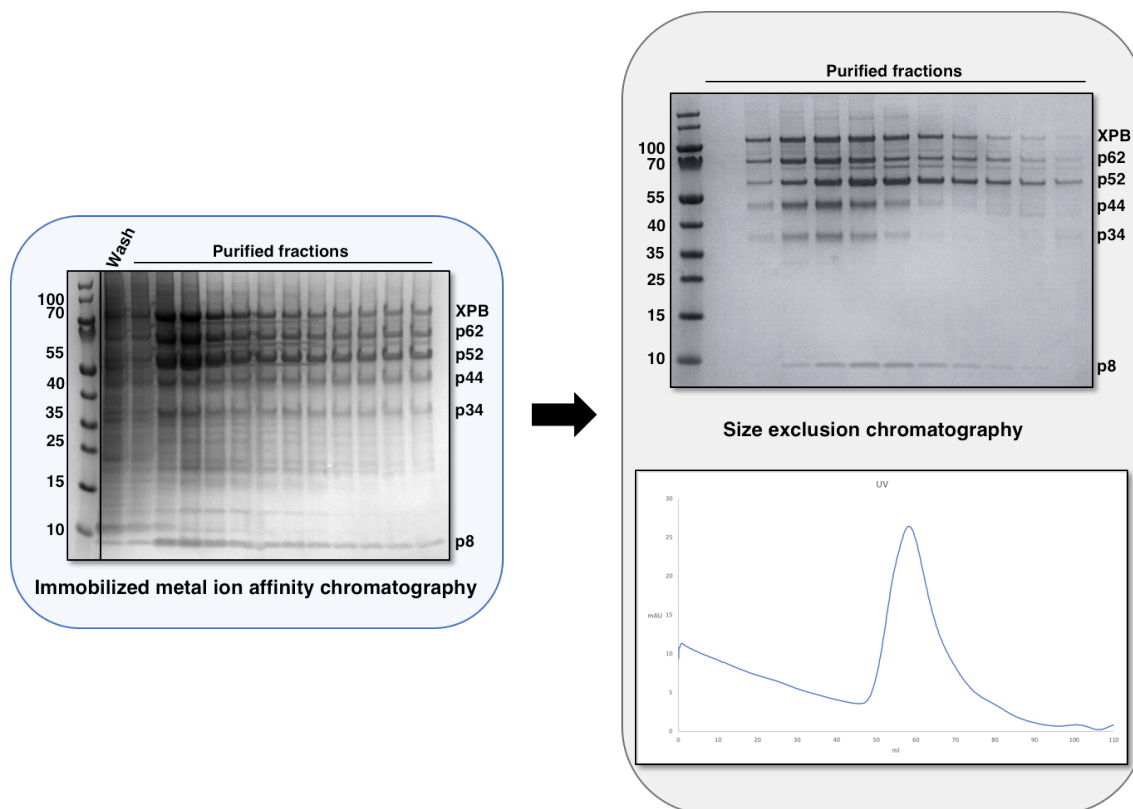 Wash
Purified fractions
100
70
55
40
35
25
15
10
XPB
p62
p52
p44
p34
p8
Immobilized metal ion affinity chromatography
Purified fractions
100
70
55
40
35
25
15
10
XPB
p62
p52
p44
p34
p8
Size exclusion chromatography
UV
30
25
20
15
10
5
0
mAU
0 10 20 30 40 50 60 70 80 90 100 110
ml